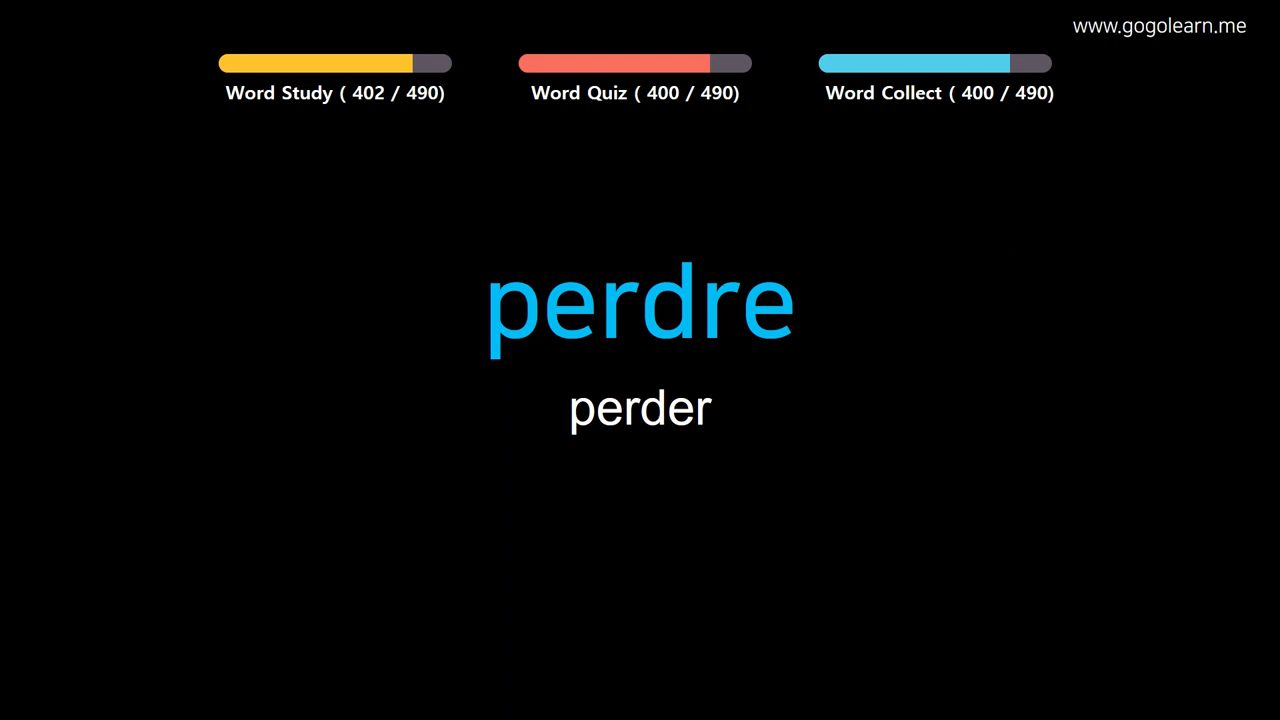 www.gogolearn.me
Word Study ( 402 / 490)
Word Quiz ( 400 / 490)
Word Collect ( 400 / 490)
perdre
perder